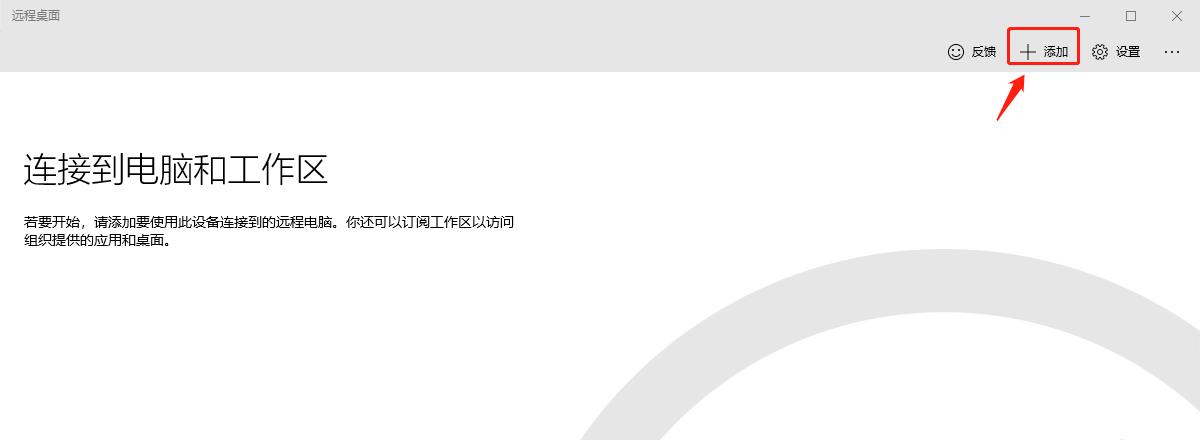 远程桌面
反馈 添加 设置
连接到电脑和工作区
若要开始，请添加要使用此设备连接到的远程电脑。你还可以订阅工作区以访问
组织提供的应用和桌面。